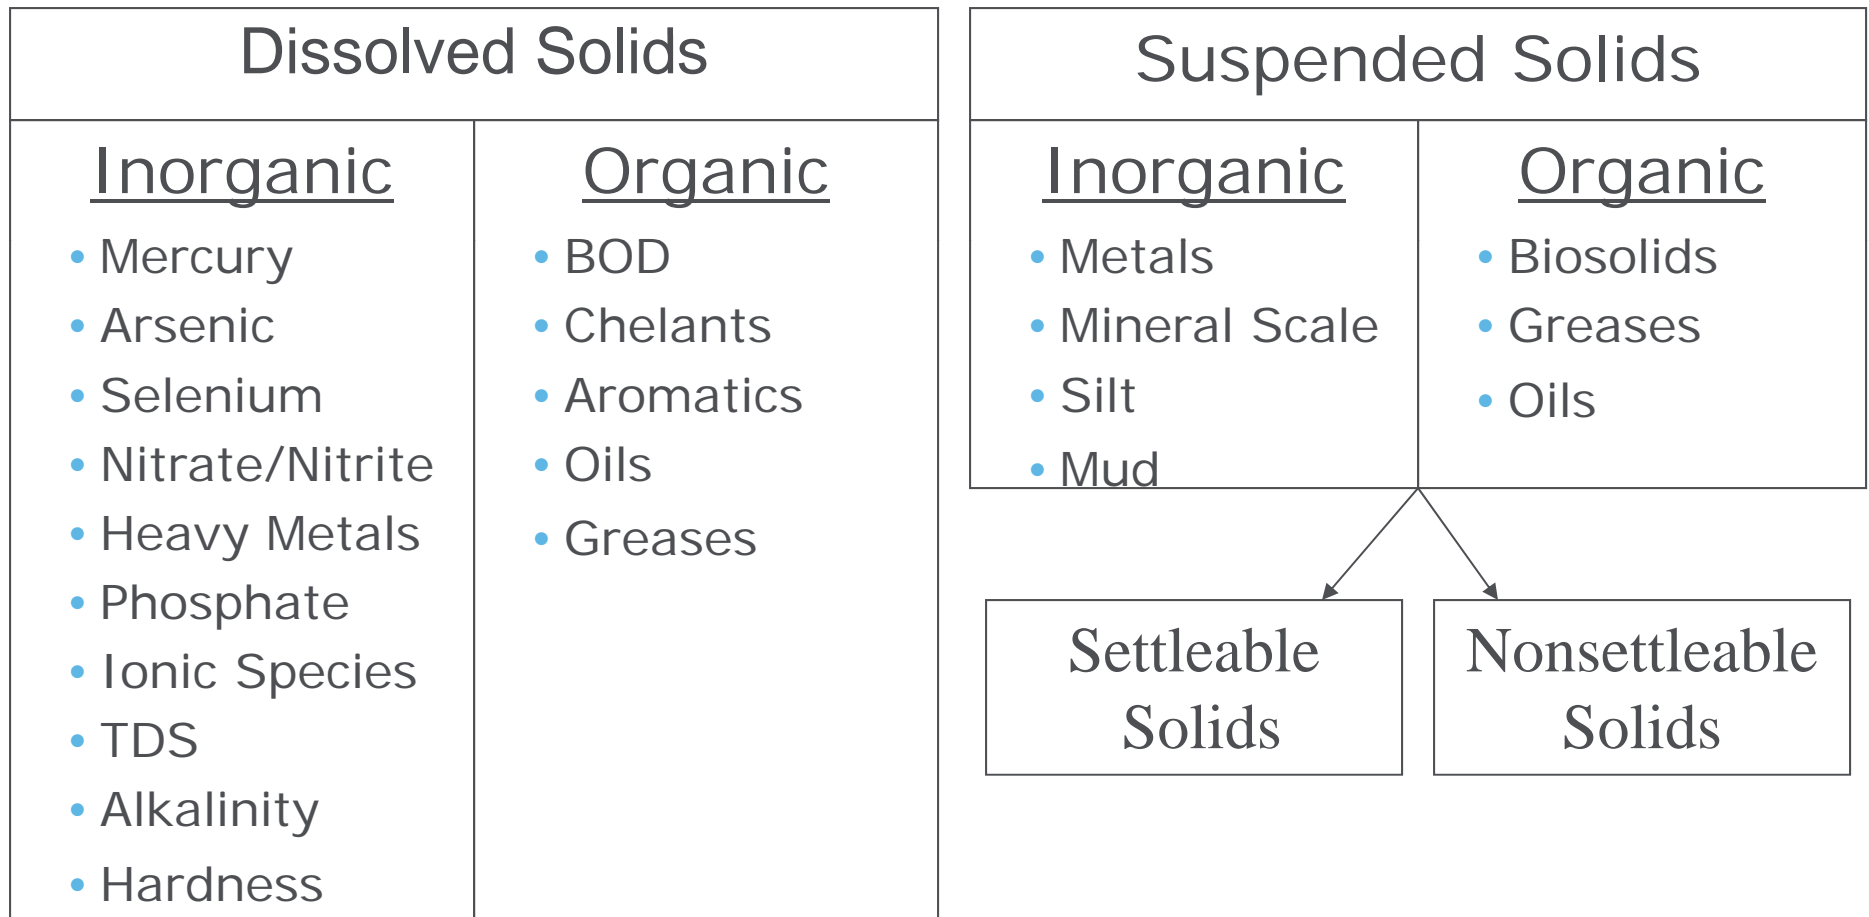 Dissolved Solids
Inorganic
• Mercury
• Arsenic
• Selenium
• Nitrate/Nitrite
• Heavy Metals
• Phosphate
• Ionic Species
• TDS
• Alkalinity
• Hardness
Organic
• BOD
• Chelants
• Aromatics
• Oils
• Greases
Suspended Solids
Inorganic
• Metals
• Mineral Scale
• Silt
• Mud
Organic
• Biosolids
• Greases
• Oils
Settleable
Solids
Nonsettleable
Solids